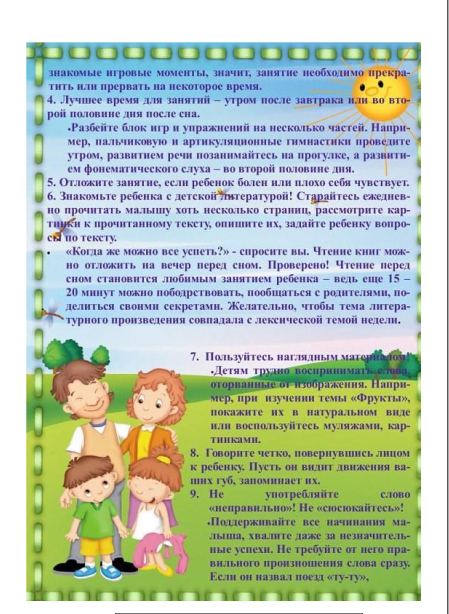 знакомые игровые моменты, значит, занятие необходимо прекра-
тить или прервать на некоторое время.
4. Лучшее время для занятий – утром после завтрака или во вто-
рой половине дня после сна.
•Разбейте блок игр и упражнений на несколько частей. Напри-
мер, пальчиковую и артикуляционные гимнастики проведите
утром, развитием речи позанимайтесь на прогулке, а развити-
ем фонематического слуха – во второй половине дня.
5. Отложите занятие, если ребенок болен или плохо себя чувствует.
6. Знакомьте ребенка с детской литературой! Старайтесь ежеднев-
но прочитать малышу хоть несколько страниц, рассмотрите кар-
тинки к прочитанному тексту, опишите их, задайте ребенку вопро-
сы по тексту.
• «Когда же можно все успеть?» - спросите вы. Чтение книг мож-
но отложить на вечер перед сном. Проверено! Чтение перед
сном становится любимым занятием ребенка – ведь еще 15 –
20 минут можно пободрствовать, пообщаться с родителями, по-
делиться своими секретами. Желательно, чтобы тема литера-
турного произведения совпадала с лексической темой недели.
7. Пользуйтесь наглядным материалом!
•Детям трудно воспринимать слова,
оторванные от изображения. Напри-
мер, при изучении темы «Фрукты»,
покажите их в натуральном виде
или воспользуйтесь муляжами, кар-
тинками.
8. Говорите четко, повернувшись лицом
к ребенку. Пусть он видит движения ва-
ших губ, запоминает их.
9. Не употребляйте слово
«неправильно»! Не «сюсюкайтесь»!
•Поддерживайте все начинания ма-
лыша, хвалите даже за незначитель-
ные успехи. Не требуйте от него пра-
вильного произношения слова сразу.
Если он назвал поезд «ту-ту»,